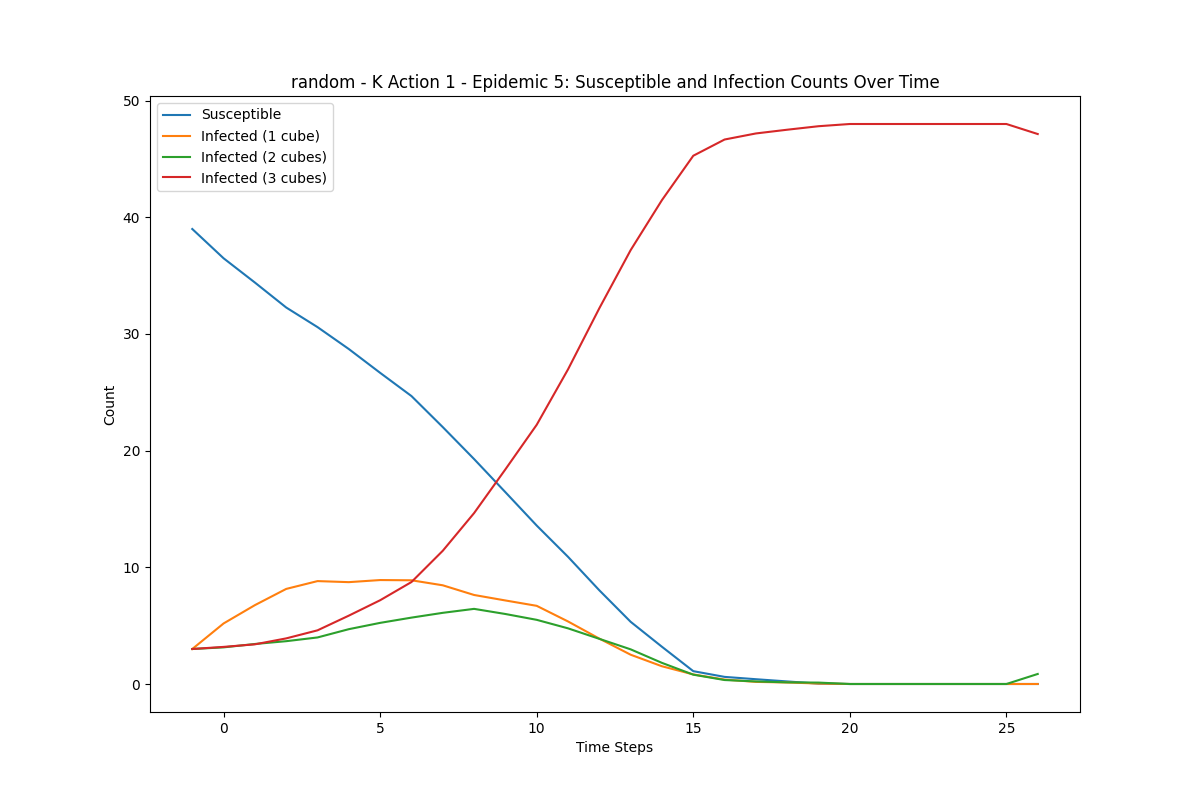 random - K Action 1 - Epidemic 5: Susceptible and Infection Counts Over Time
Susceptible
Infected (1 cube)
Infected (2 cubes)
Infected (3 cubes)
50
40
30
20
10
0
Count
0 5 10 15 20 25
Time Steps